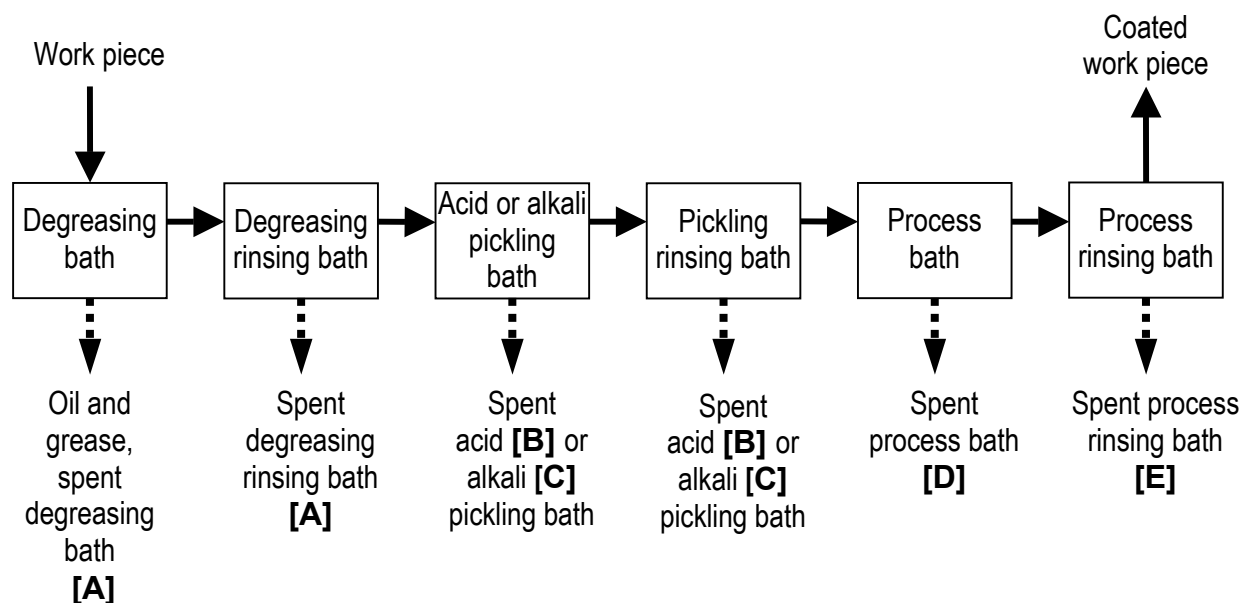 Work piece
Coated
work piece
Degreasing
bath
Degreasing
rinsing bath
Acid or alkali
pickling
bath
Pickling
rinsing bath
Process
bath
Process
rinsing bath
Oil and
grease,
spent
degreasing
bath
[A]
Spent
degreasing
rinsing bath
[A]
Spent
acid [B] or
alkali [C]
pickling bath
Spent
acid [B] or
alkali [C]
pickling bath
Spent
process bath
[D]
Spent process
rinsing bath
[E]